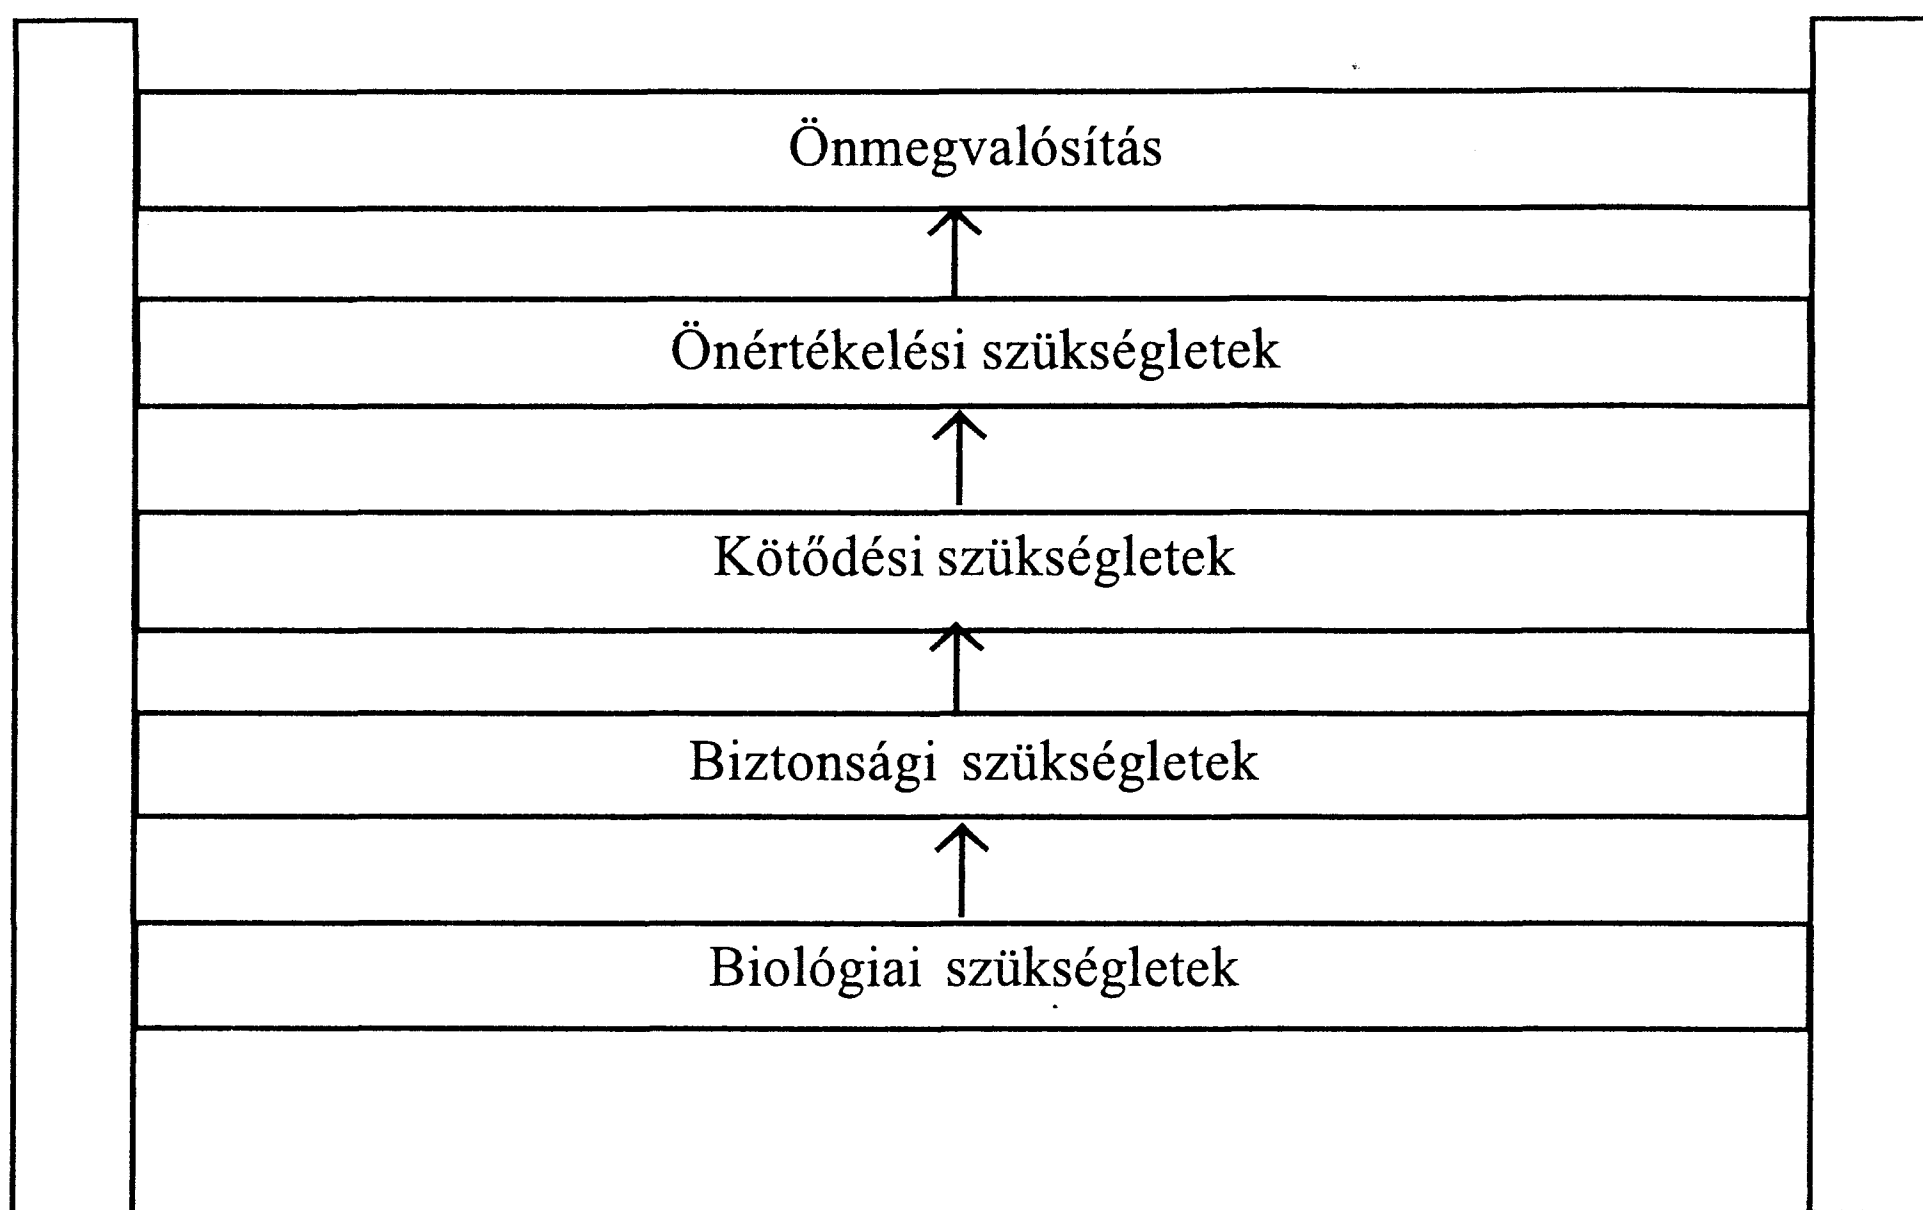 Önmegvalósítás
Önértékelési szükségletek
Kötődési szükségletek
Biztonsági szükségletek
Biológiai szükségletek